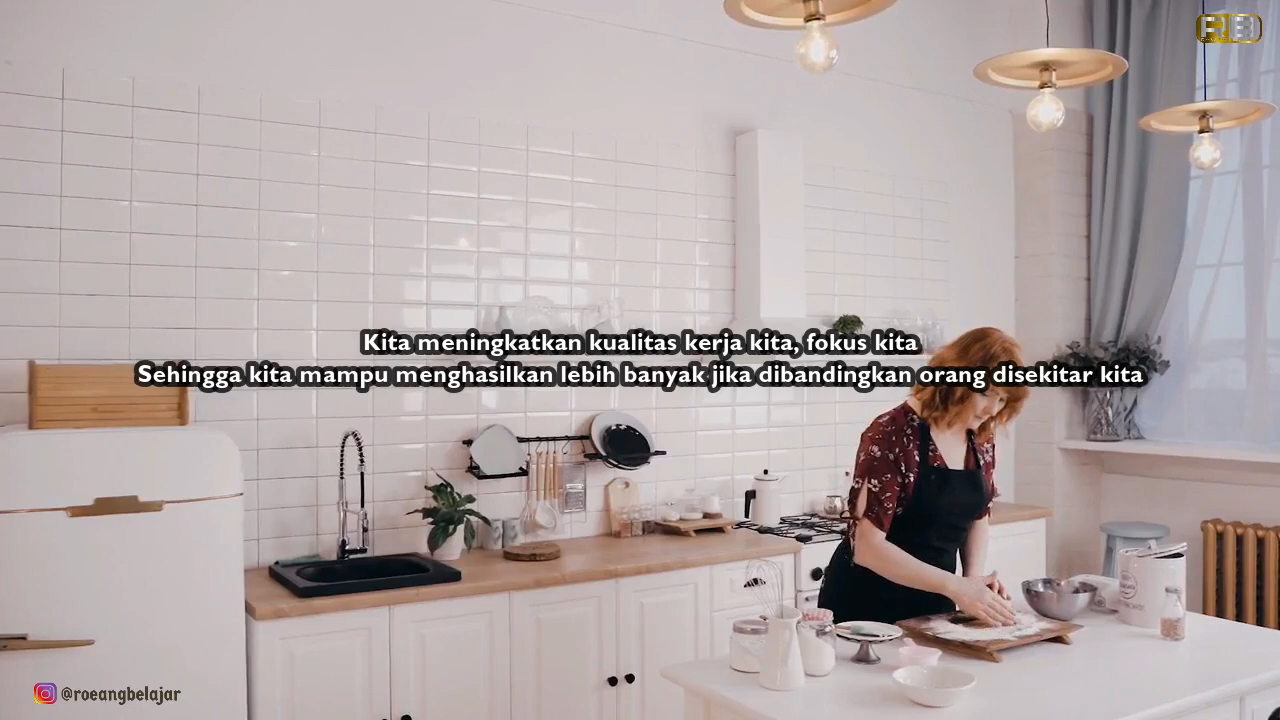 RB
Kita meningkatkan kualitas kerja kita, fokus kita
Sehingga kita mampu menghasilkan lebih banyak jika dibandingkan orang disekitar kita
@roeangbelajar